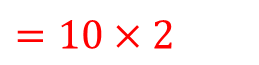 = 10 × 2